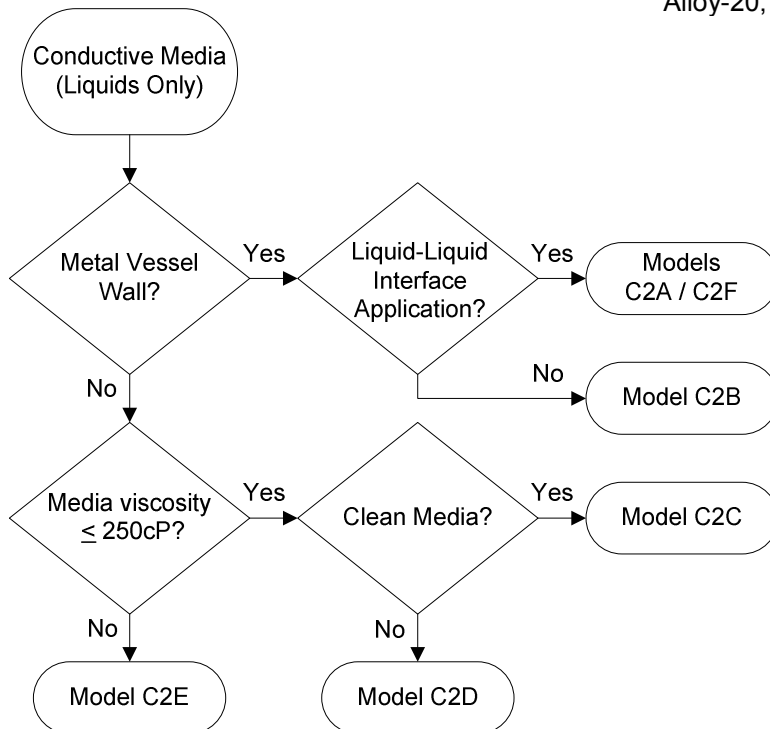 Alloy-20,
Conductive Media
(Liquids Only)
Metal Vessel
Wall?
Yes
Liquid-Liquid
Interface
Application?
Yes
Models
C2A / C2F
No
No
Model C2B
Media viscosity
≤ 250cP?
Yes
Clean Media?
Yes
Model C2C
No
No
Model C2E
Model C2D